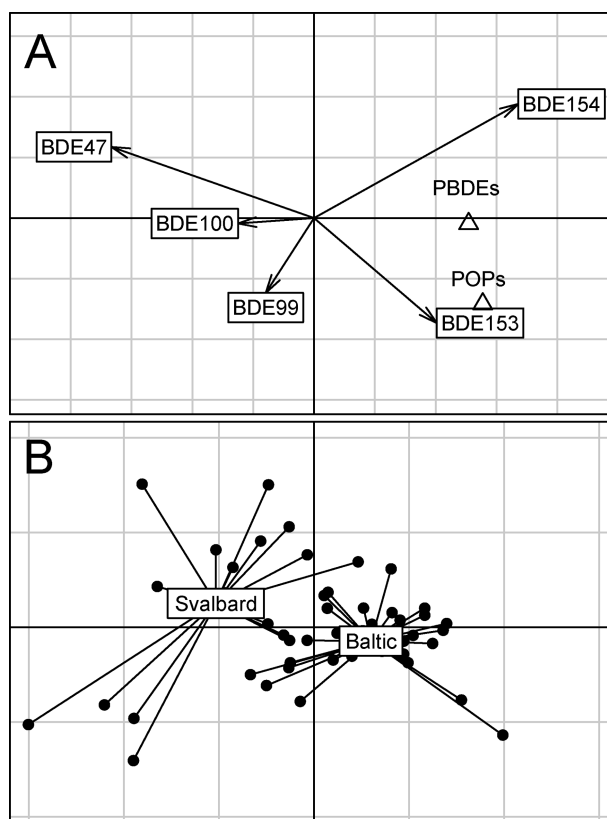 A
BDE154
BDE47
PBDEs
BDE100
POPs
BDE99
BDE153
B
Svalbard
Baltic